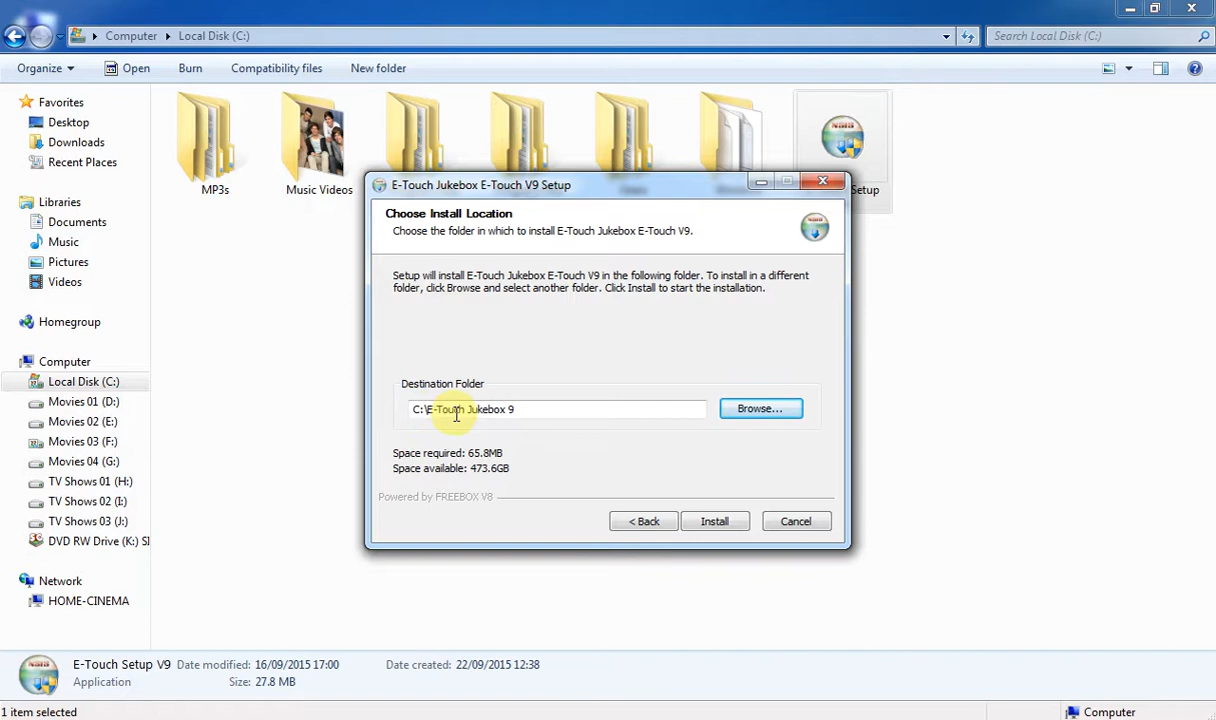 Computer Local Disk (C:) Search Local Disk (C:)
Organize Open Burn Compatibility files New folder
Favorites
Desktop
Downloads
Recent Places
Libraries
Documents
Music
Pictures
Videos
Homegroup
Computer
Local Disk (C:)
Movies 01 (D:)
Movies 02 (E:)
Movies 03 (F:)
Movies 04 (G:)
TV Shows 01 (H:)
TV Shows 02 (I:)
TV Shows 03 (J:)
DVD RW Drive (K:) SI
Network
HOME-CINEMA
MP3s Music Videos Setup
E-Touch Jukebox E-Touch V9 Setup
Choose Install Location
Choose the folder in which to install E-Touch Jukebox E-Touch V9.
Setup will install E-Touch Jukebox E-Touch V9 in the following folder. To install in a different
folder, click Browse and select another folder. Click Install to start the installation.
Destination Folder
C:\E-Touch Jukebox 9 Browse...
Space required: 65.8MB
Space available: 473.6GB
Powered by FREEBOX V8
< Back Install Cancel
E-Touch Setup V9 Date modified: 16/09/2015 17:00 Date created: 22/09/2015 12:38
Application Size: 27.8 MB
1 item selected Computer